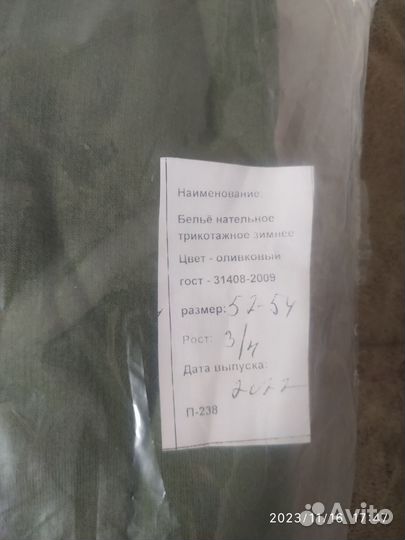 Наименование:
Бельё нательное
трикотажное зимнее
Цвет - оливковый
гост - 31408-2009
размер: 52-54
Рост: 3/4
Дата выпуска:
2022
П-238
2023/11/16 17:47
Avito